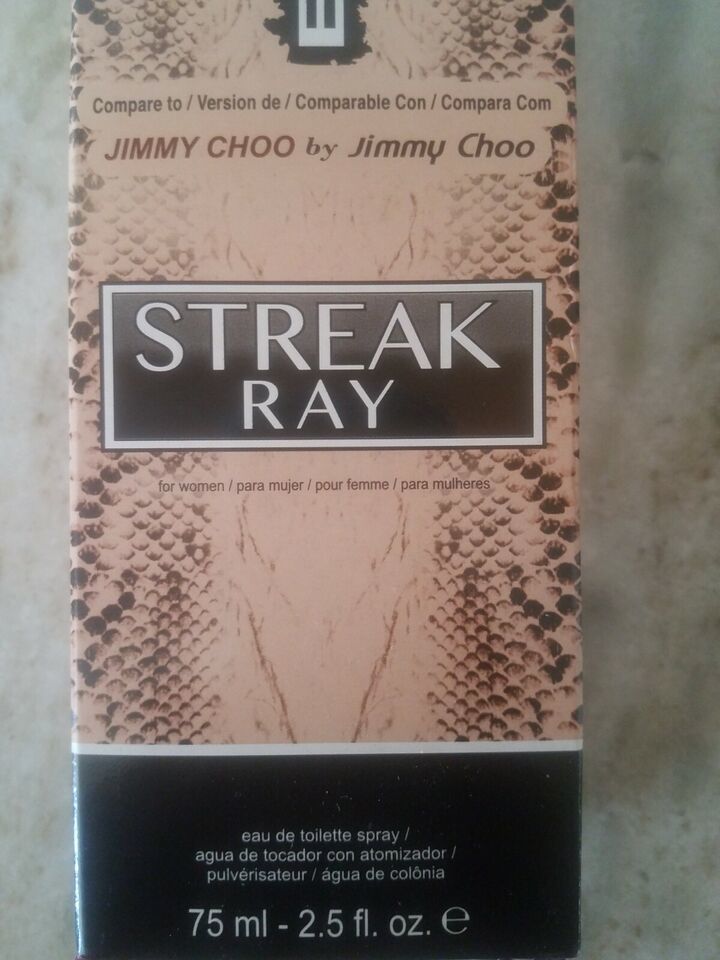 E
Compare to / Version de / Comparable Con / Compara Com
JIMMY CHOO by Jimmy Choo
STREAK
RAY
for women / para mujer / pour femme / para mulheres
eau de toilette spray /
agua de tocador con atomizador /
pulvérisateur / água de colônia
75 ml - 2.5 fl. oz. ℮